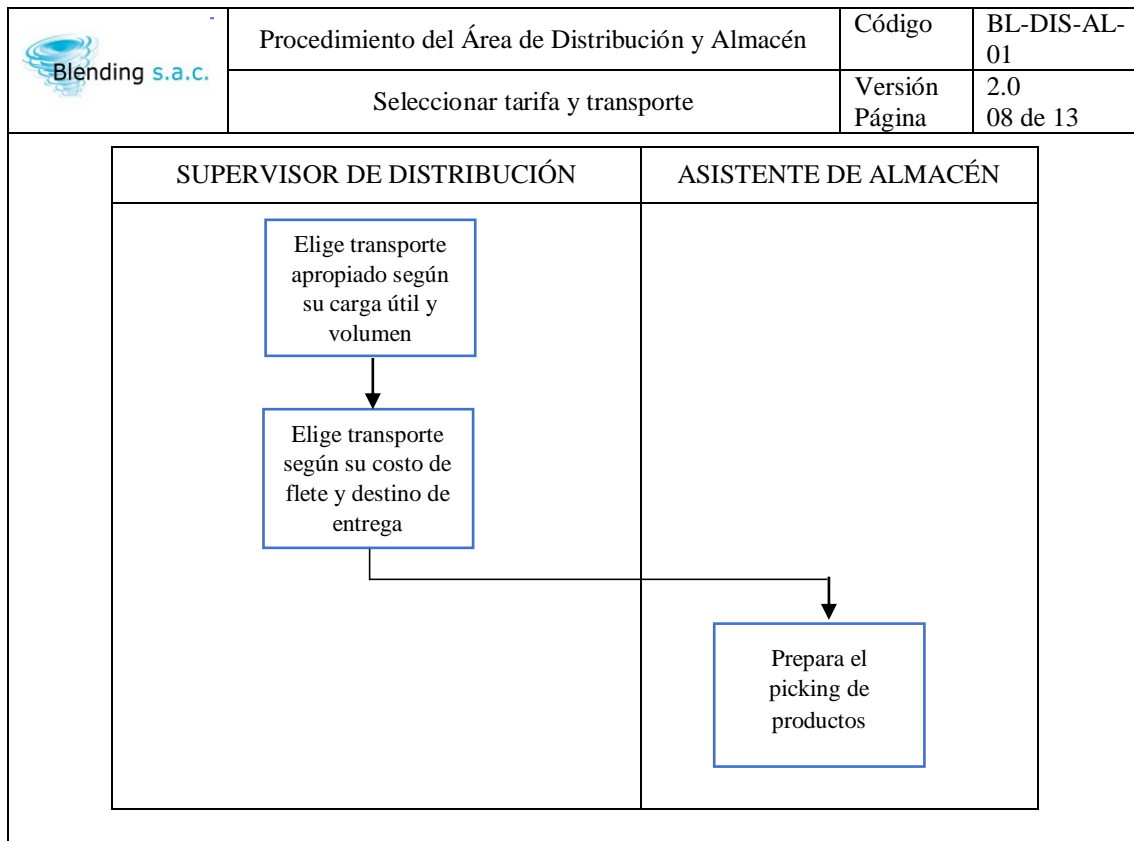 Blending s.a.c.
Procedimiento del Área de Distribución y Almacén
Código
BL-DIS-AL-
01
Seleccionar tarifa y transporte
Versión
2.0
Página
08 de 13
SUPERVISOR DE DISTRIBUCIÓN
ASISTENTE DE ALMACÉN
Elige transporte
apropiado según
su carga útil y
volumen
Elige transporte
según su costo de
flete y destino de
entrega
Prepara el
picking de
productos